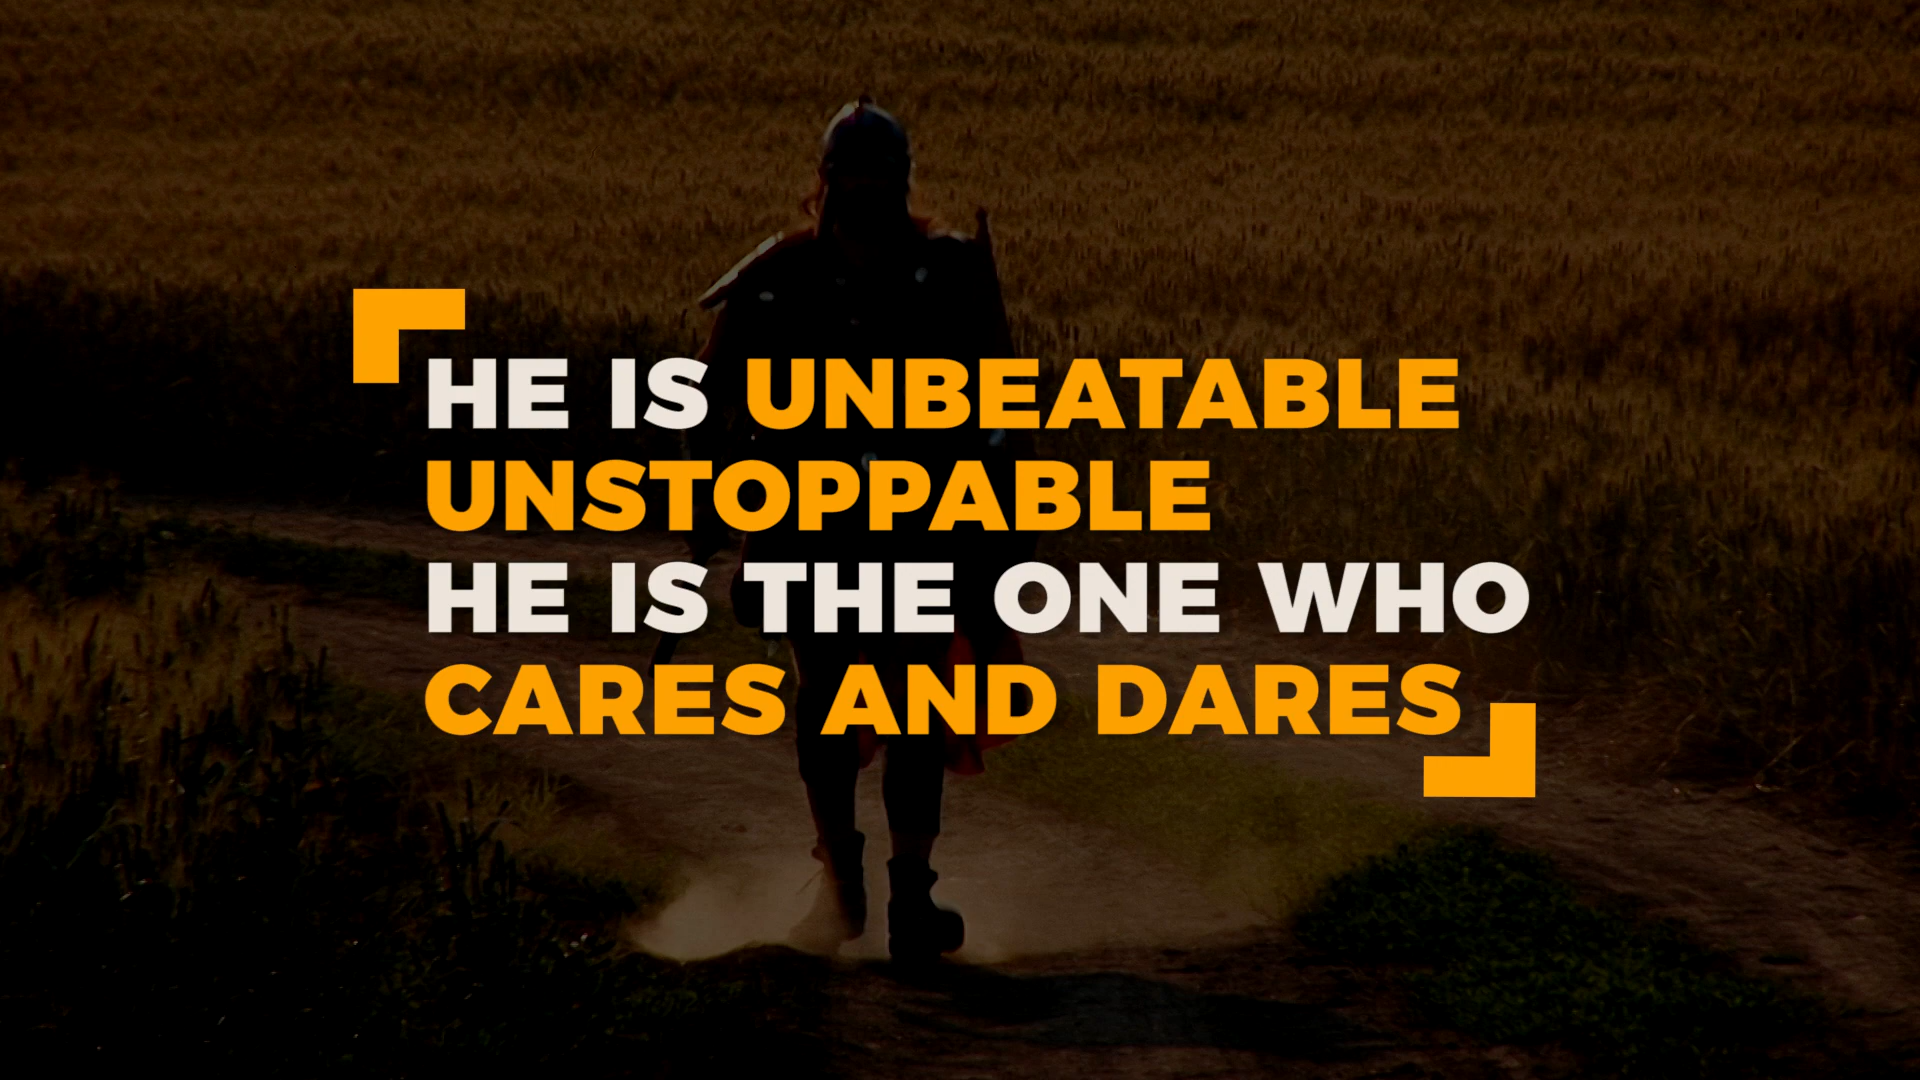 HE IS UNBEATABLE
UNSTOPPABLE
HE IS THE ONE WHO
CARES AND DARES